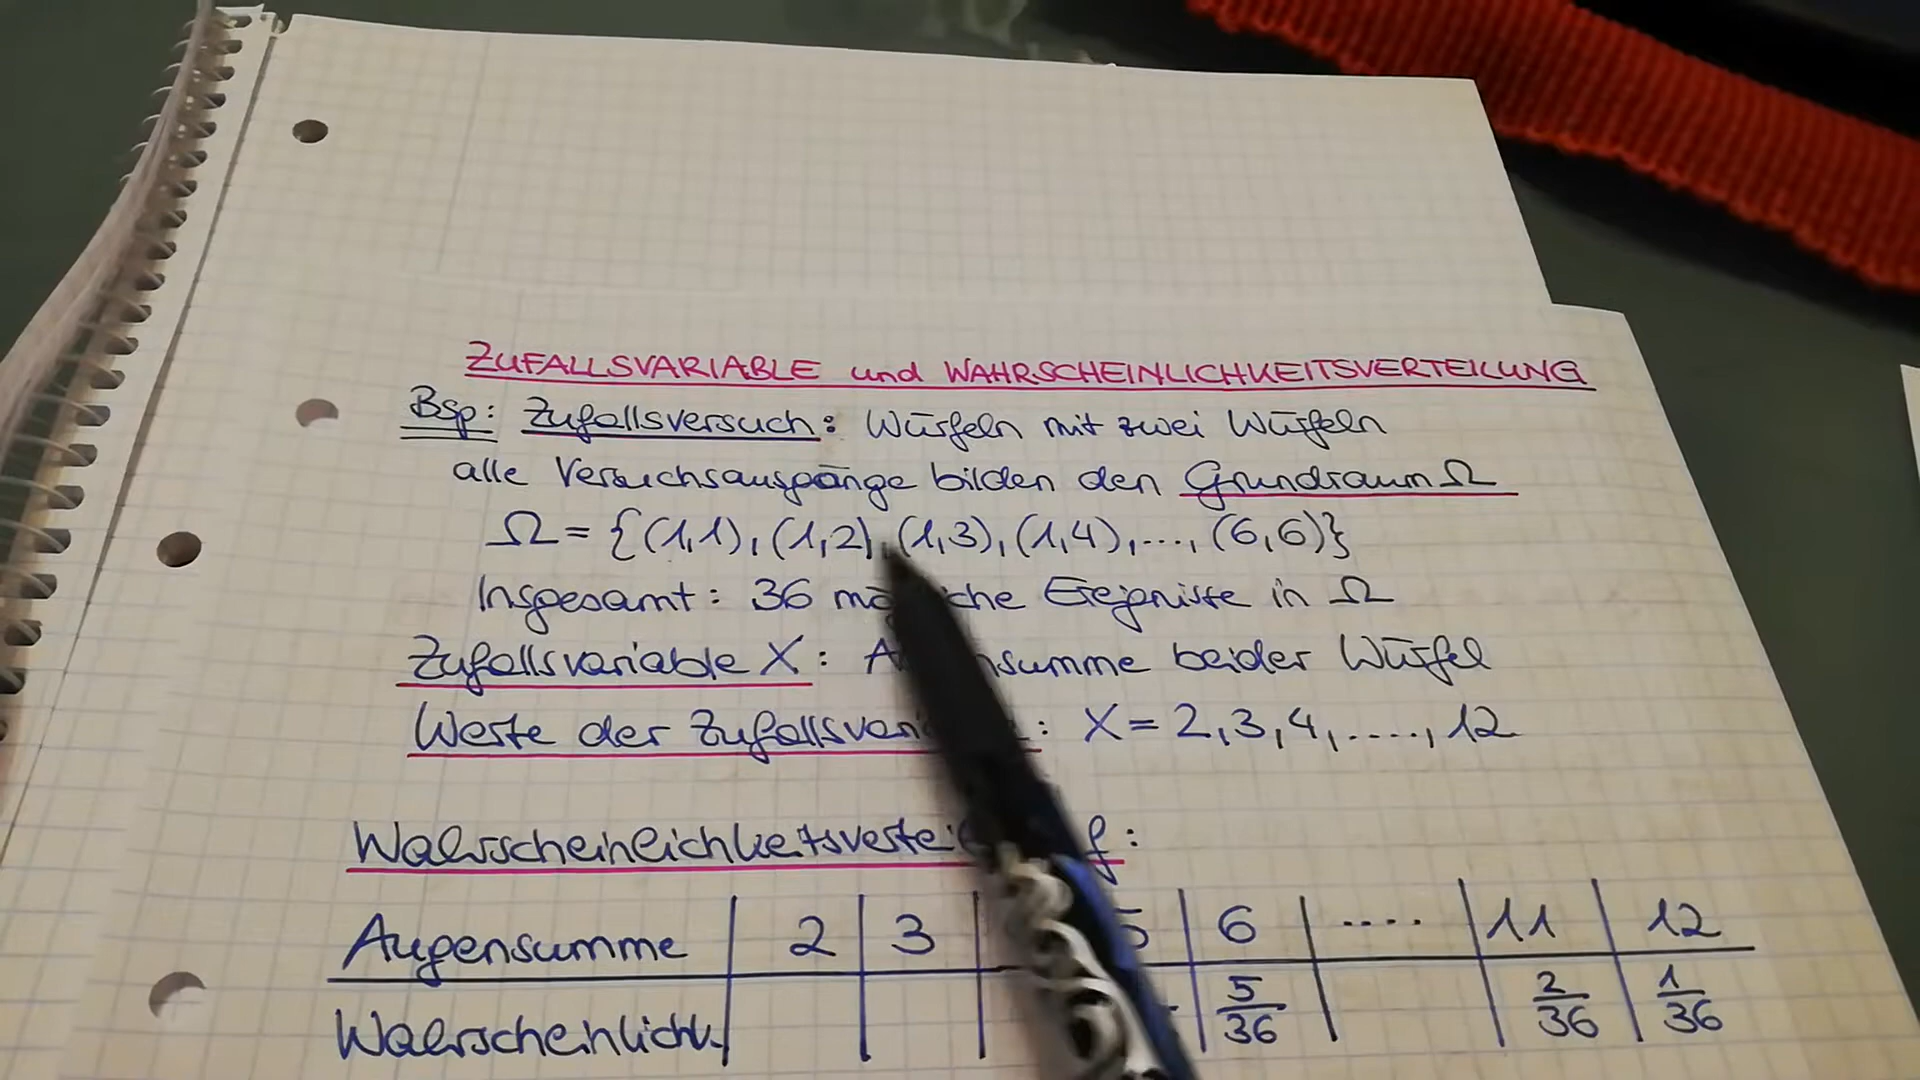 ZUFALLSVARIABLE und WAHRSCHEINLICHKEITSVERTEILUNG
Bsp: Zufallsversuch: Würfeln mit zwei Würfeln
alle Versuchsausgänge bilden den Grundraum Ω
Ω = {(1,1), (1,2), (1,3), (1,4), ..., (6,6)}
Insgesamt: 36 Ereignisse in Ω
Zufallsvariable X: beider Würfel
Werte der : X = 2, 3, 4, ....., 12
:
Augensumme 2 3 5 6 .... 11 12
Wahrscheinlichk. 5/36 2/36 1/36